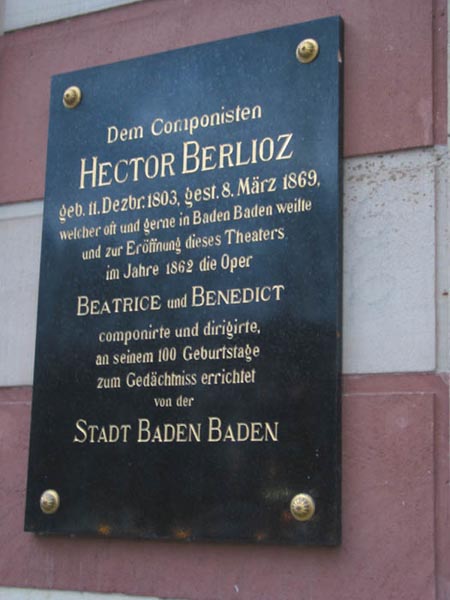 Dem Componisten
HECTOR BERLIOZ
geb. 11. Dezbr. 1803, gest. 8. März 1869,
welcher oft und gerne in Baden Baden weilte
und zur Eröffnung dieses Theaters
im Jahre 1862 die Oper
BEATRICE und BENEDICT
componirte und dirigirte,
an seinem 100 Geburtstage
zum Gedächtniss errichtet
von der
STADT BADEN BADEN